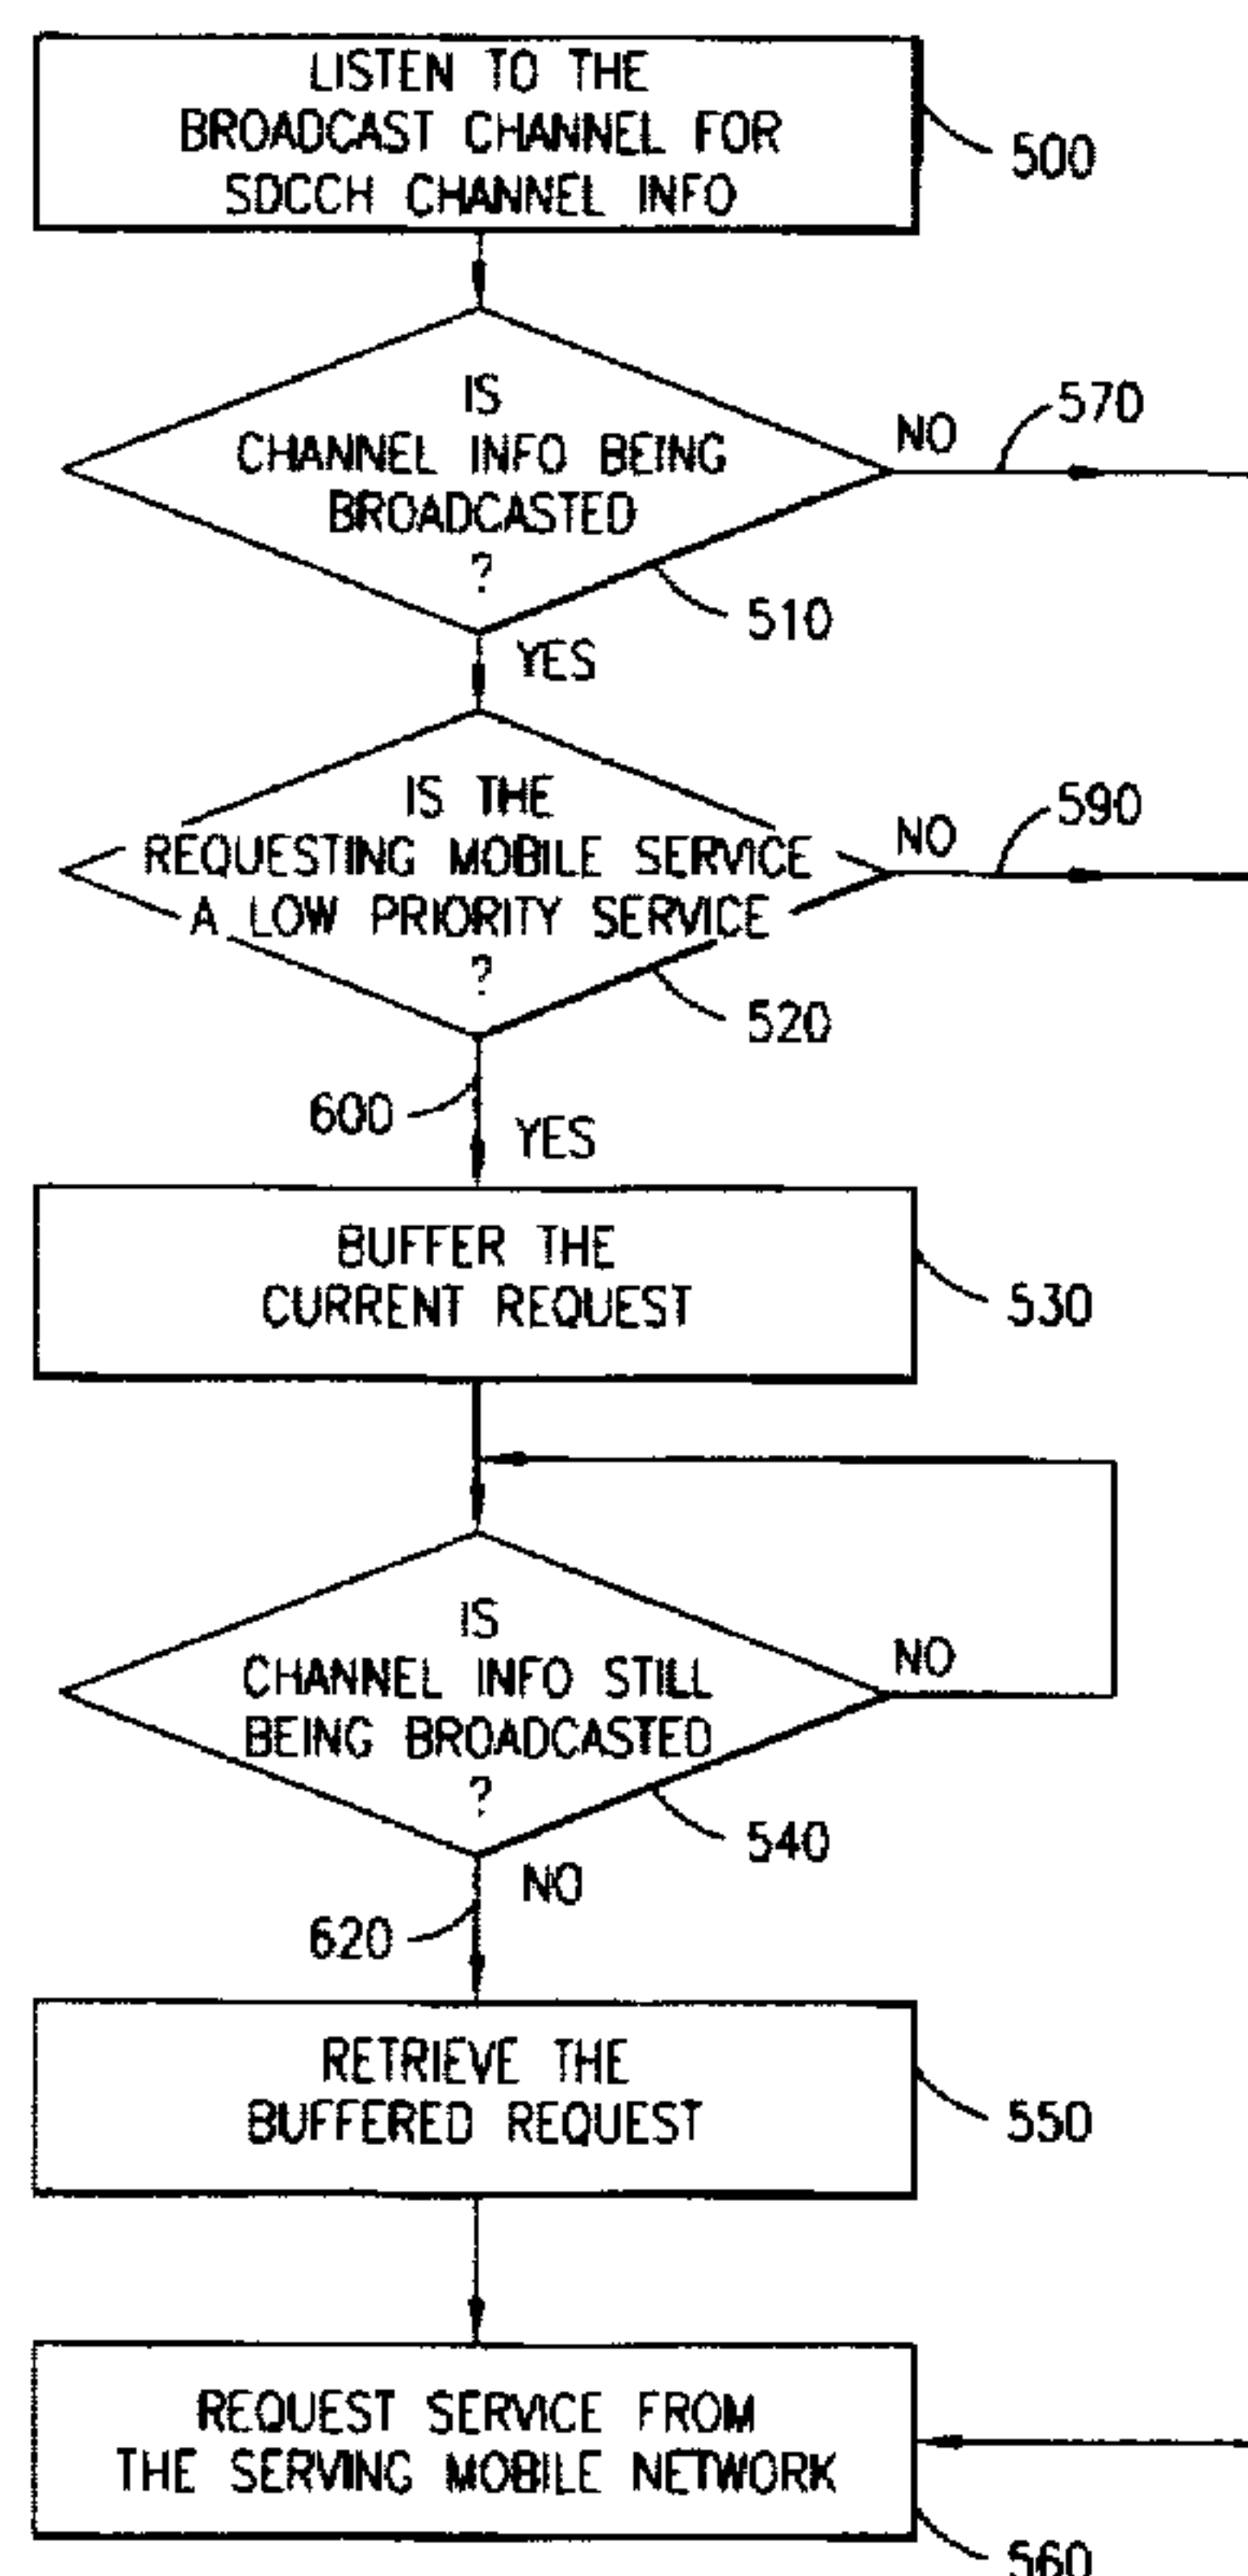 LISTEN TO THE
BROADCAST CHANNEL FOR
SDCCH CHANNEL INFO
500
IS
CHANNEL INFO BEING
BROADCASTED
?
NO
570
510
YES
IS THE
REQUESTING MOBILE SERVICE
A LOW PRIORITY SERVICE
?
NO
590
520
600
YES
BUFFER THE
CURRENT REQUEST
530
IS
CHANNEL INFO STILL
BEING BROADCASTED
?
NO
540
NO
620
RETRIEVE THE
BUFFERED REQUEST
550
REQUEST SERVICE FROM
THE SERVING MOBILE NETWORK
560